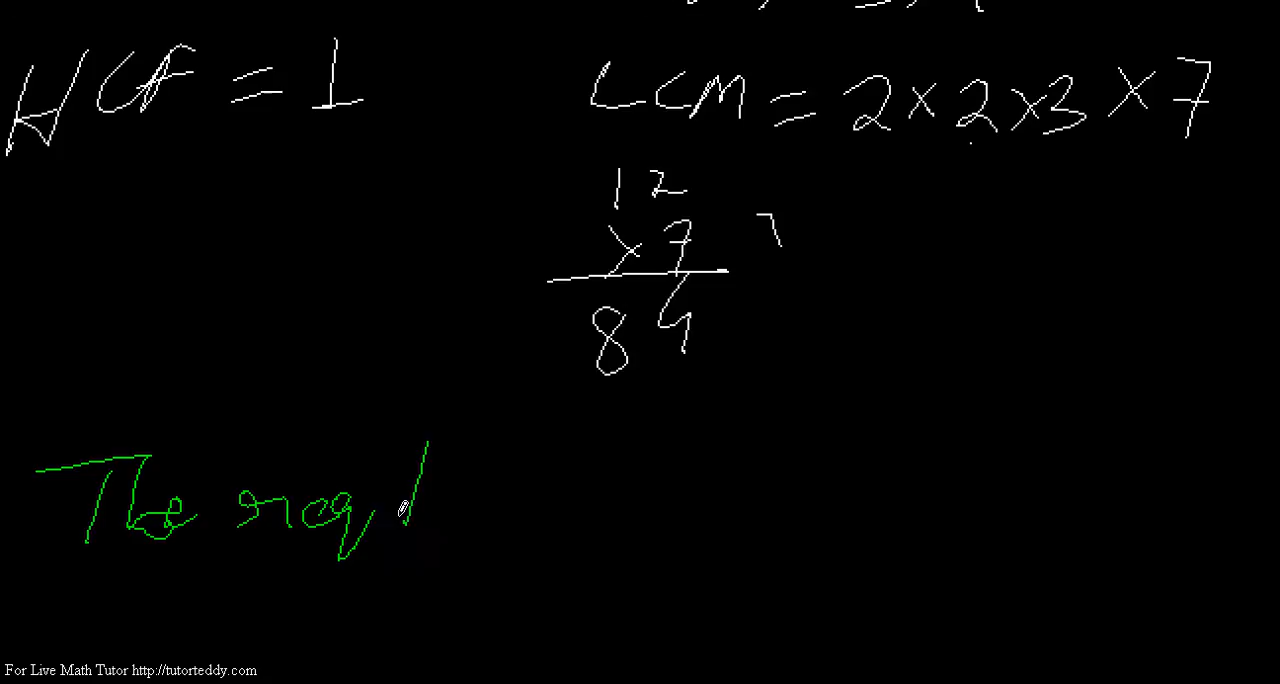 HCF = 1
LCM = 2 × 2 × 3 × 7
12
× 7
84
The reqd
For Live Math Tutor http://tutorteddy.com